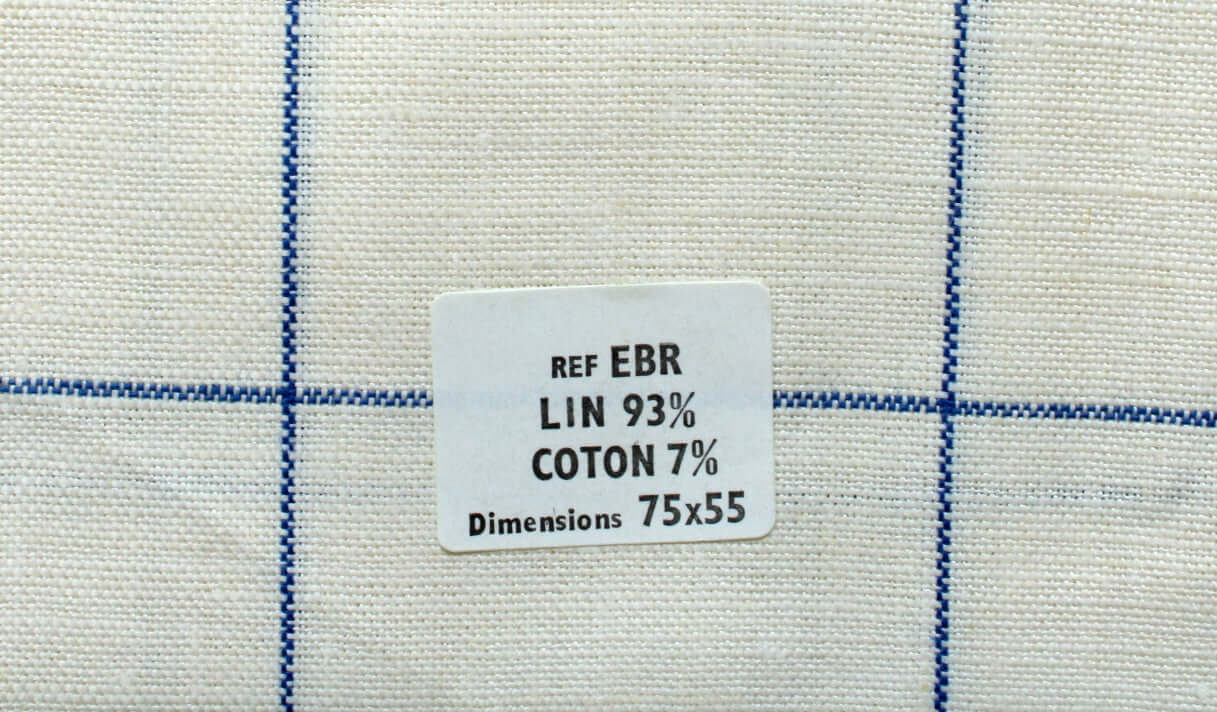 REF EBR
LIN 93%
COTON 7%
Dimensions 75x55